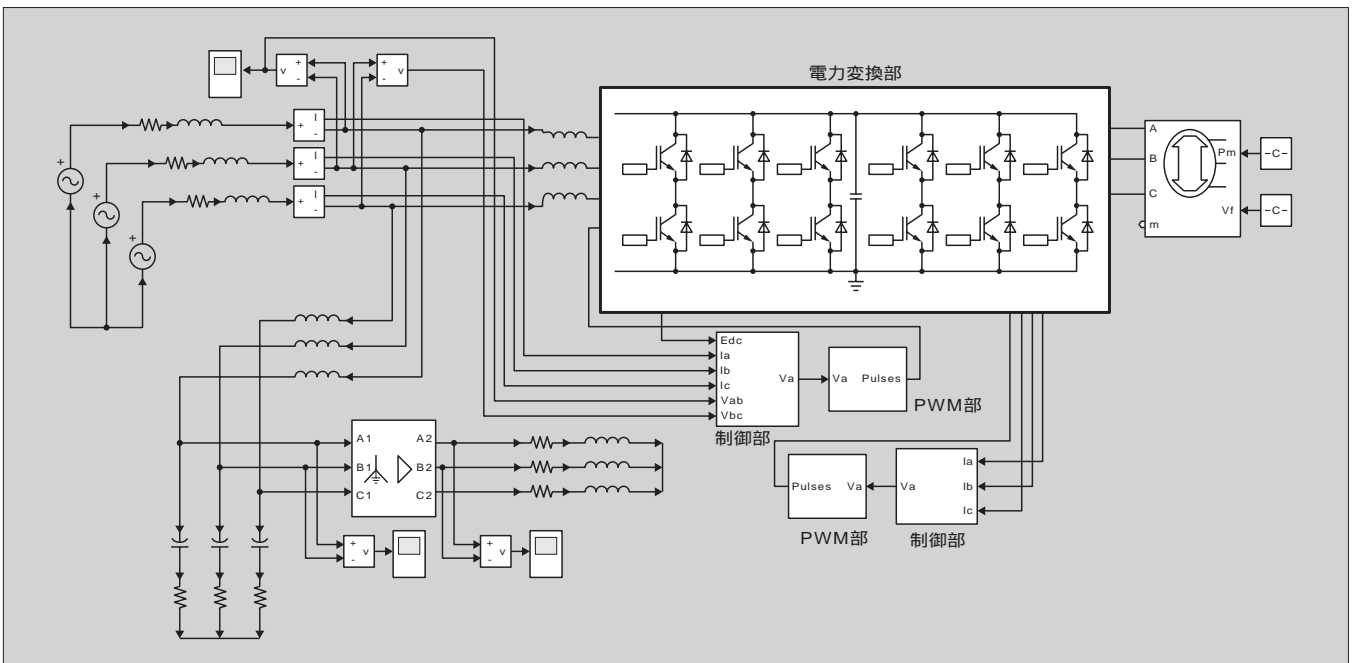 電力変換部
v
+
-
+
-
v
+
I
-
+
I
-
+
I
-
+
+
+
A
B
C
m
Pm
Vf
-C-
-C-
Edc
Ia
Ib
Ic
Vab
Vbc
Va
制御部
Va
Pulses
PWM部
A1
B1
C1
A2
B2
C2
+
-
v
+
-
v
Pulses
Va
PWM部
Va
Ia
Ib
Ic
制御部